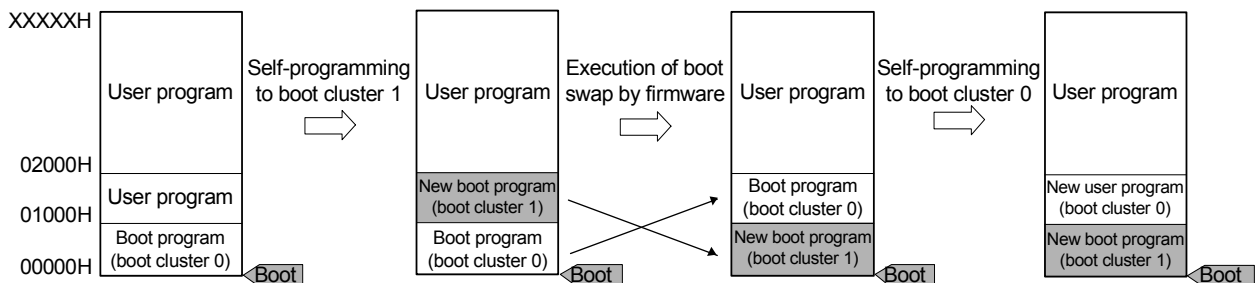 XXXXXH
User program
Self-programming
to boot cluster 1
User program
Execution of boot
swap by firmware
User program
Self-programming
to boot cluster 0
User program
02000H
User program
01000H
Boot program
(boot cluster 0)
00000H
Boot
New boot program
(boot cluster 1)
Boot program
(boot cluster 0)
Boot
Boot program
(boot cluster 0)
New boot program
(boot cluster 1)
Boot
New user program
(boot cluster 0)
New boot program
(boot cluster 1)
Boot